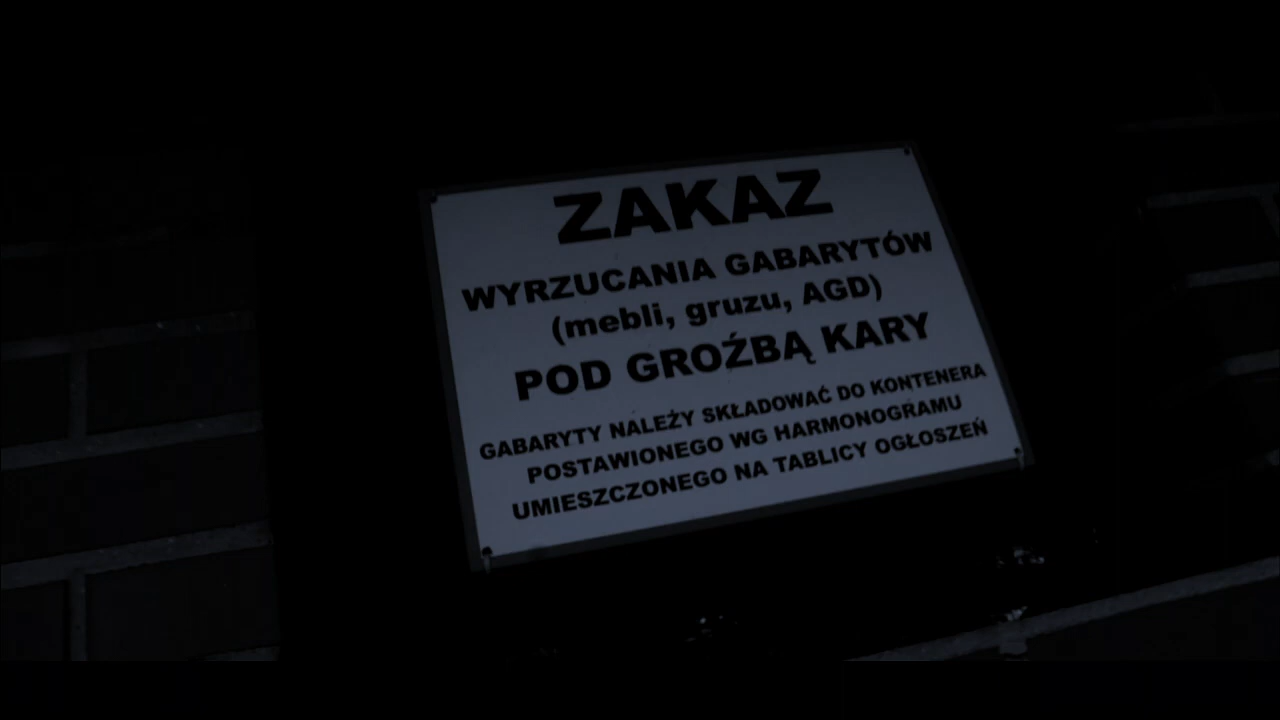 ZAKAZ
WYRZUCANIA GABARYTÓW
(mebli, gruzu, AGD)
POD GROŹBĄ KARY
GABARYTY NALEŻY SKŁADOWAĆ DO KONTENERA
POSTAWIONEGO WG HARMONOGRAMU
UMIESZCZONEGO NA TABLICY OGŁOSZEŃ